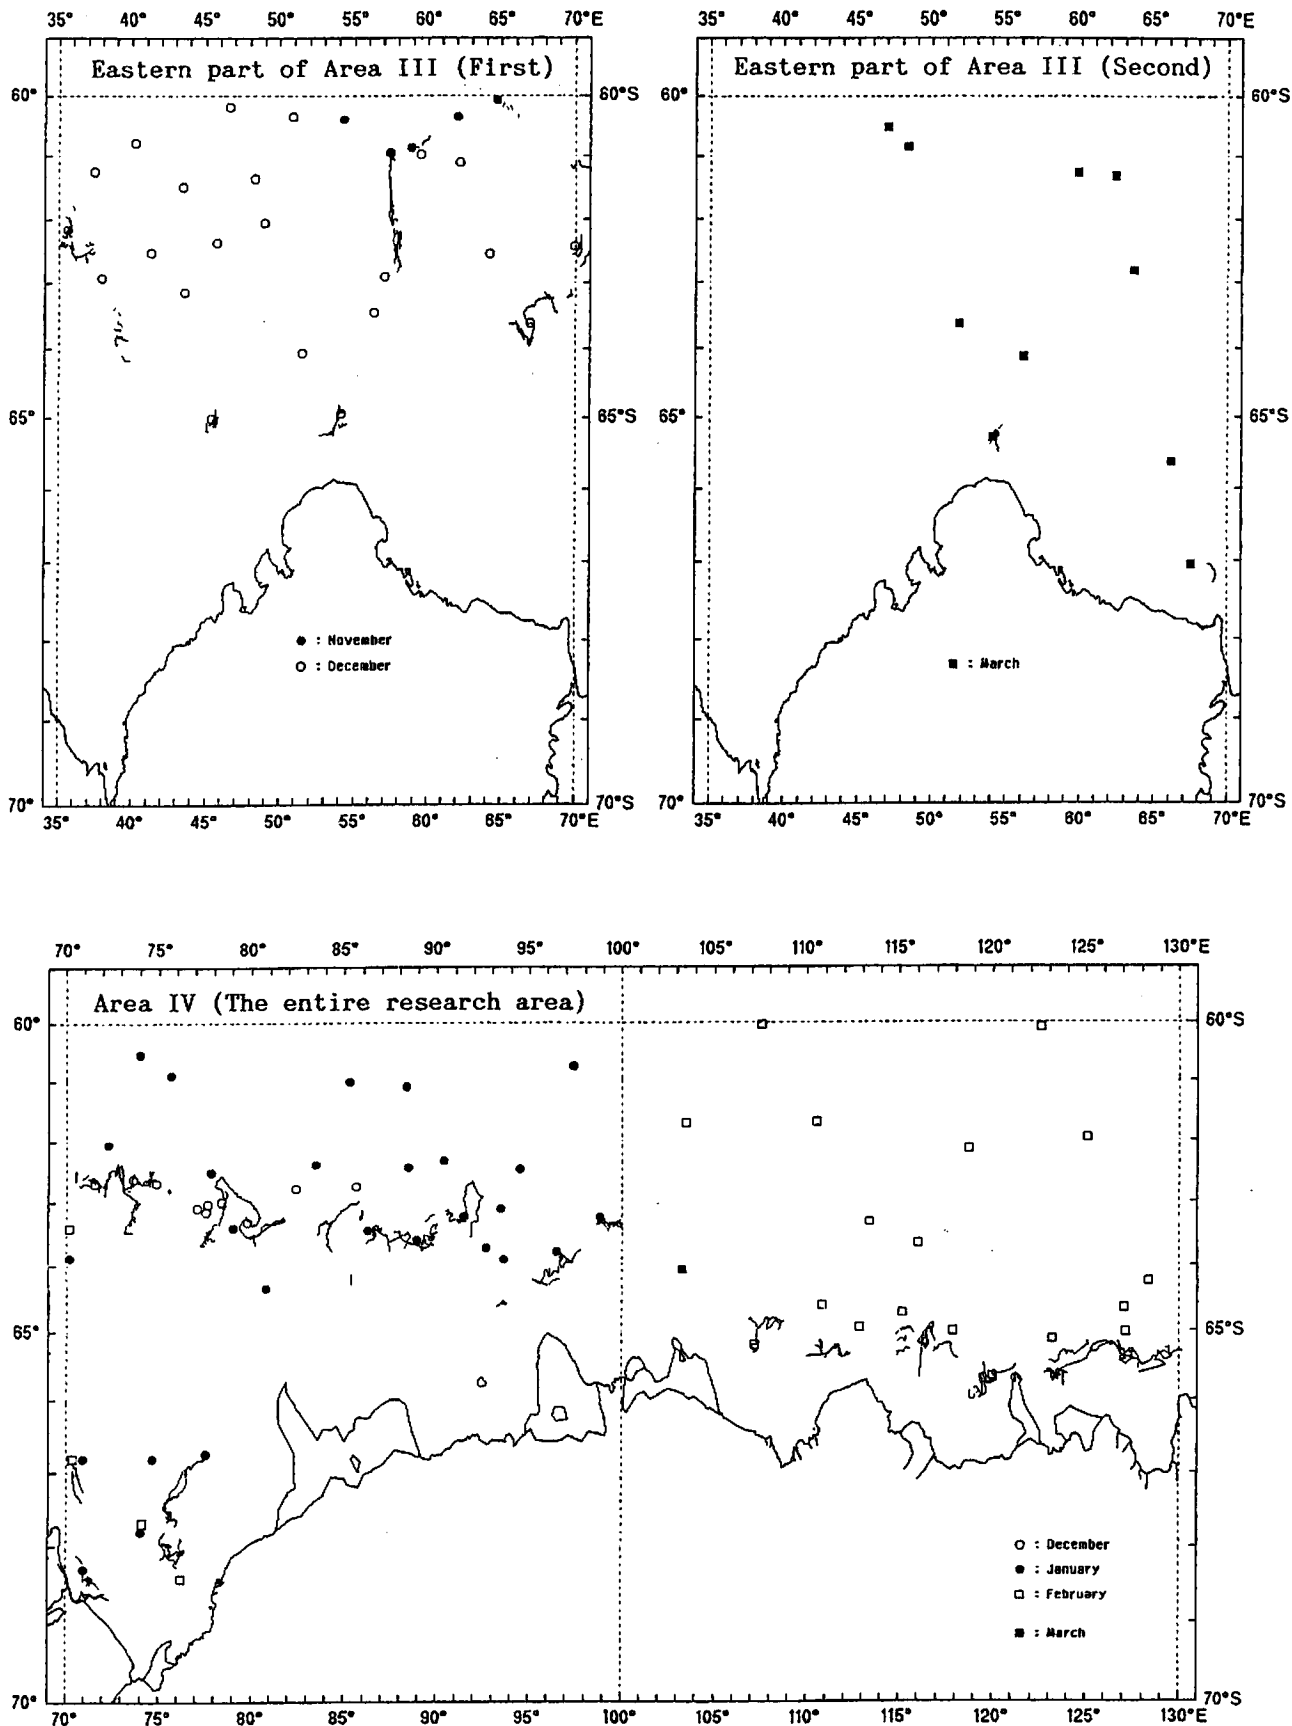 35° 40° 45° 50° 55° 60° 65° 70°E
Eastern part of Area III (First)
60° 60°S
65° 65°S
● : November
○ : December
70° 70°S
35° 40° 45° 50° 55° 60° 65° 70°E
35° 40° 45° 50° 55° 60° 65° 70°E
Eastern part of Area III (Second)
60° 60°S
65° 65°S
■ : March
70° 70°S
35° 40° 45° 50° 55° 60° 65° 70°E
70° 75° 80° 85° 90° 95° 100° 105° 110° 115° 120° 125° 130°E
Area IV (The entire research area)
60° 60°S
65° 65°S
○ : December
● : January
□ : February
■ : March
70° 70°S
70° 75° 80° 85° 90° 95° 100° 105° 110° 115° 120° 125° 130°E